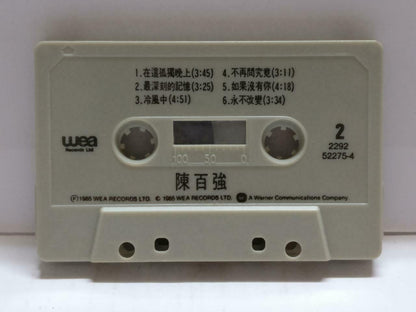 1.在這孤獨晚上(3:45)
2.最深刻的記憶(3:25)
3.冷風中(4:51)
4.不再問究竟(3:11)
5.如果沒有你(4:18)
6.永不改變(3:34)
wea
Records Ltd
2
2292
52275-4
100 50 0
陳百強
Ⓟ1985 WEA RECORDS LTD. © 1985 WEA RECORDS LTD. A Warner Communications Company.